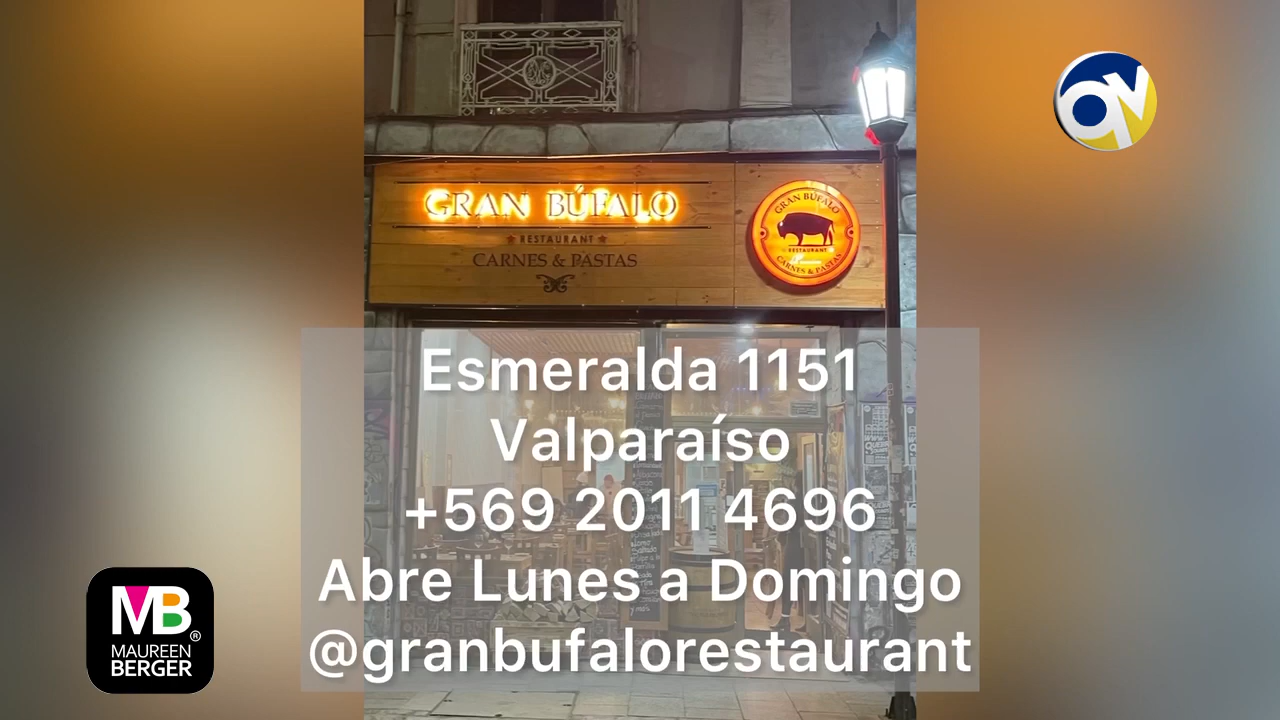 GRAN BÚFALO
RESTAURANT
CARNES & PASTAS
GRAN BÚFALO
RESTAURANT
CARNES & PASTAS
Esmeralda 1151
Valparaíso
+569 2011 4696
Abre Lunes a Domingo
@granbufalorestaurant
MB®
MAUREEN
BERGER